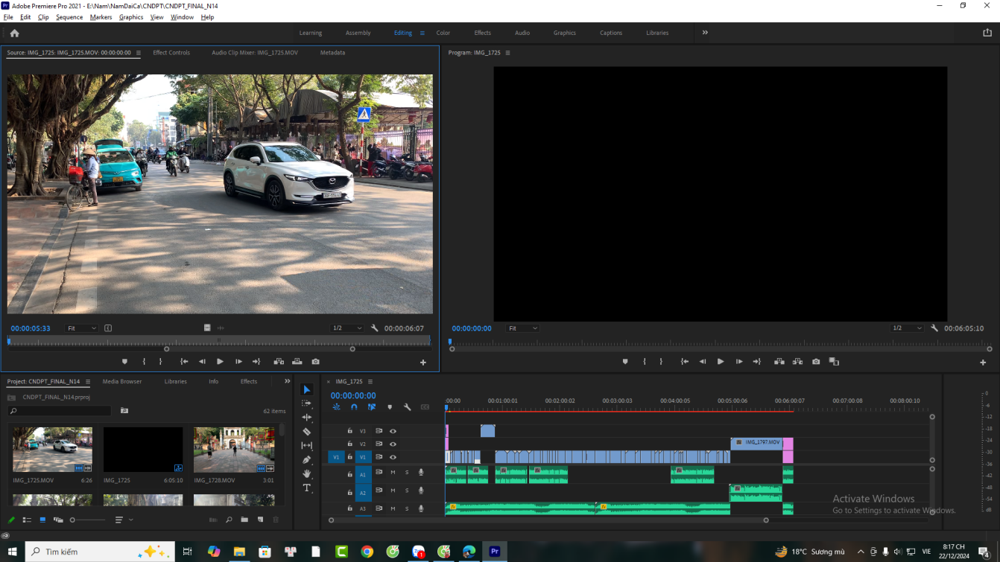 Pr Adobe Premiere Pro 2021 - E:\Nam\NamDaiCa\CNDPT\CNDPT_FINAL_N14
File Edit Clip Sequence Markers Graphics View Window Help
Learning Assembly Editing Color Effects Audio Graphics Captions Libraries
Source: IMG_1725: IMG_1725.MOV: 00:00:00:00 Effect Controls Audio Clip Mixer: IMG_1725.MOV Metadata
Program: IMG_1725
00:00:05:33 Fit 1/2 00:00:06:07
00:00:00:00 Fit 1/2 00:06:05:10
Project: CNDPT_FINAL_N14 Media Browser Libraries Info Effects
CNDPT_FINAL_N14.prproj
62 items
IMG_1725.MOV 6:26
IMG_1725 6:05:10
IMG_1728.MOV 3:01
IMG_1725
00:00:00:00
:00:00 00:01:00:01 00:02:00:02 00:03:00:03 00:04:00:05 00:05:00:06 00:06:00:07 00:07:00:08 00:08:00:10
V3
V2
IMG_1797.MOV
V1 V1
A1 M S
A2 M S
A3 M S
fx fx
0
-6
-12
-18
-24
-30
-36
-42
-48
-54
dB
Activate Windows
Go to Settings to activate Windows.
Tìm kiếm
1
Pr
18°C Sương mù
VIE
8:17 CH
22/12/2024